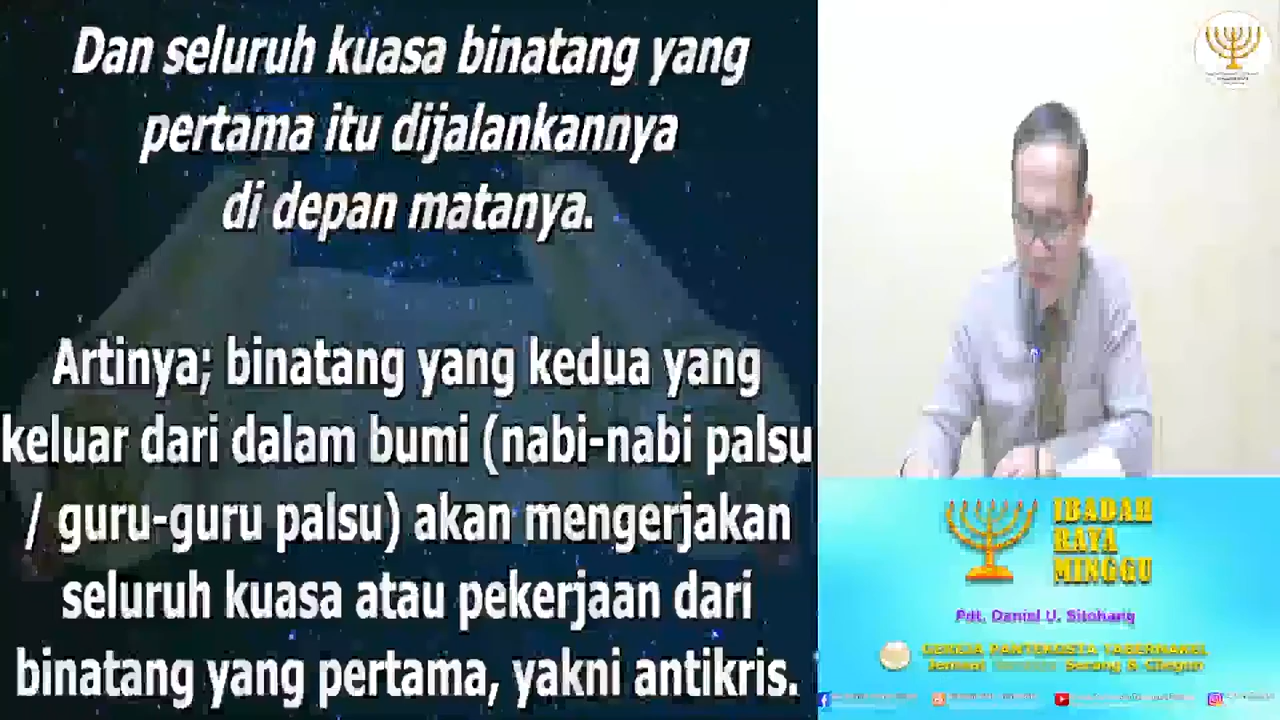 Dan seluruh kuasa binatang yang
pertama itu dijalankannya
di depan matanya.
Artinya; binatang yang kedua yang
keluar dari dalam bumi (nabi-nabi palsu
/ guru-guru palsu) akan mengerjakan
seluruh kuasa atau pekerjaan dari
binatang yang pertama, yakni antikris.
IBADAH
RAYA
MINGGU
Pdt. Daniel U. Sitohang
GEREJA PANTEKOSTA TABERNAKEL
Serang & Cilegon